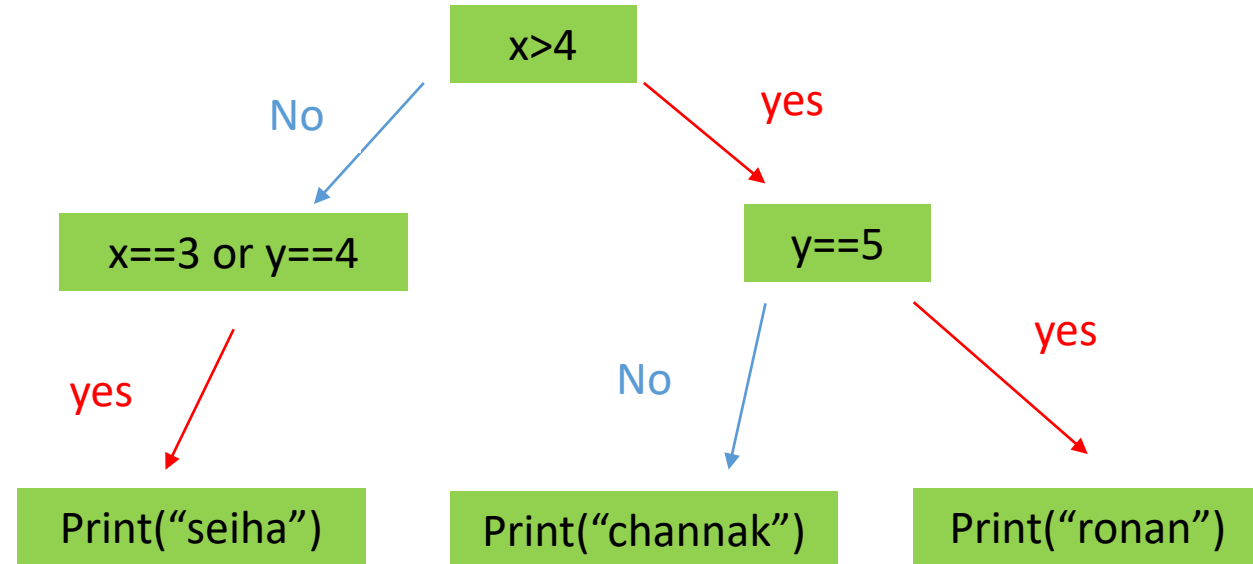 x>4
No
yes
x==3 or y==4
y==5
yes
No
yes
Print(“seiha”)
Print(“channak”)
Print(“ronan”)